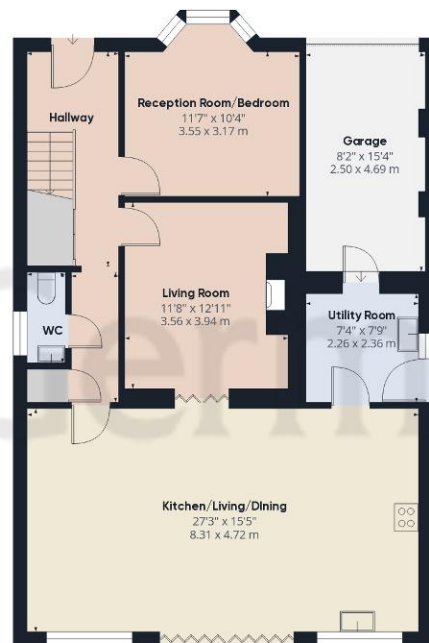 Hallway
Reception Room/Bedroom
11'7" x 10'4"
3.55 x 3.17 m
Garage
8'2" x 15'4"
2.50 x 4.69 m
Living Room
11'8" x 12'11"
3.56 x 3.94 m
WC
Utility Room
7'4" x 7'9"
2.26 x 2.36 m
Kitchen/Living/Dining
27'3" x 15'5"
8.31 x 4.72 m